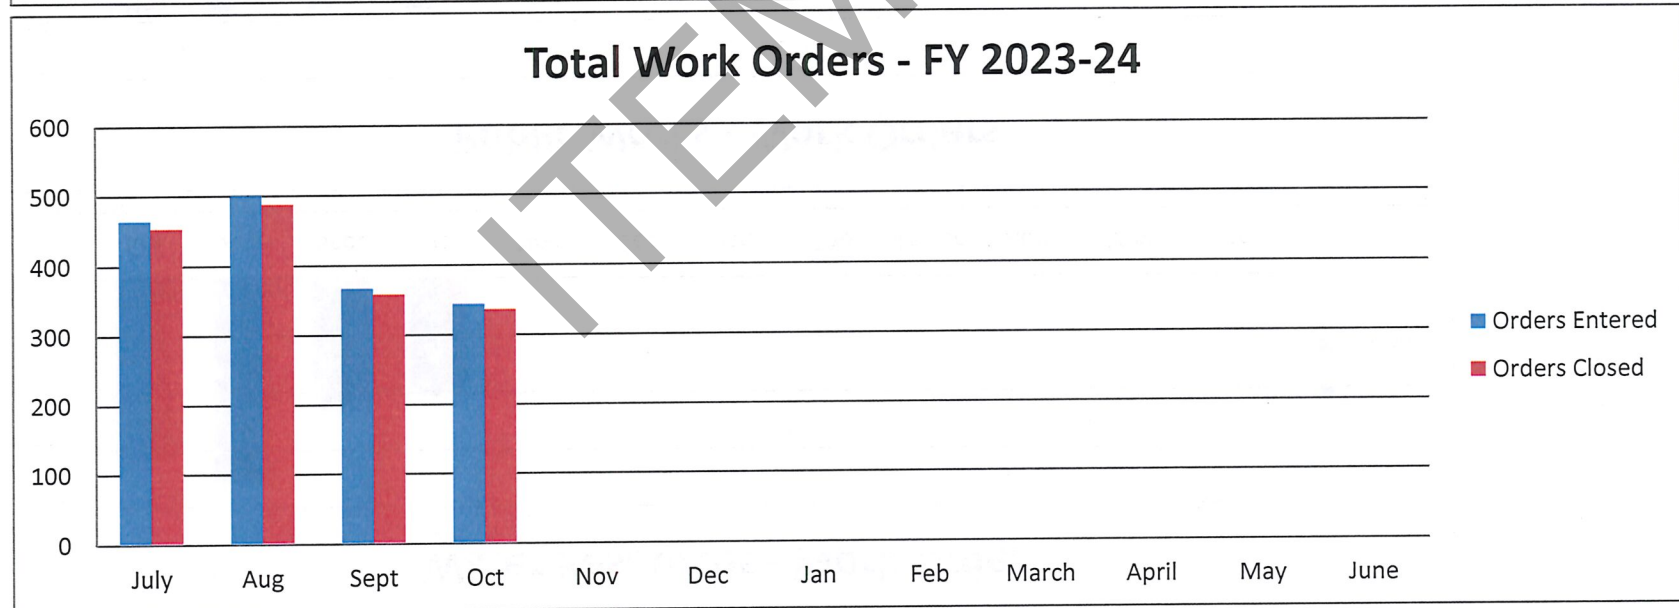 Total Work Orders - FY 2023-24
ITEM
600
500
400
300
200
100
0
July Aug Sept Oct Nov Dec Jan Feb March April May June
Orders Entered
Orders Closed